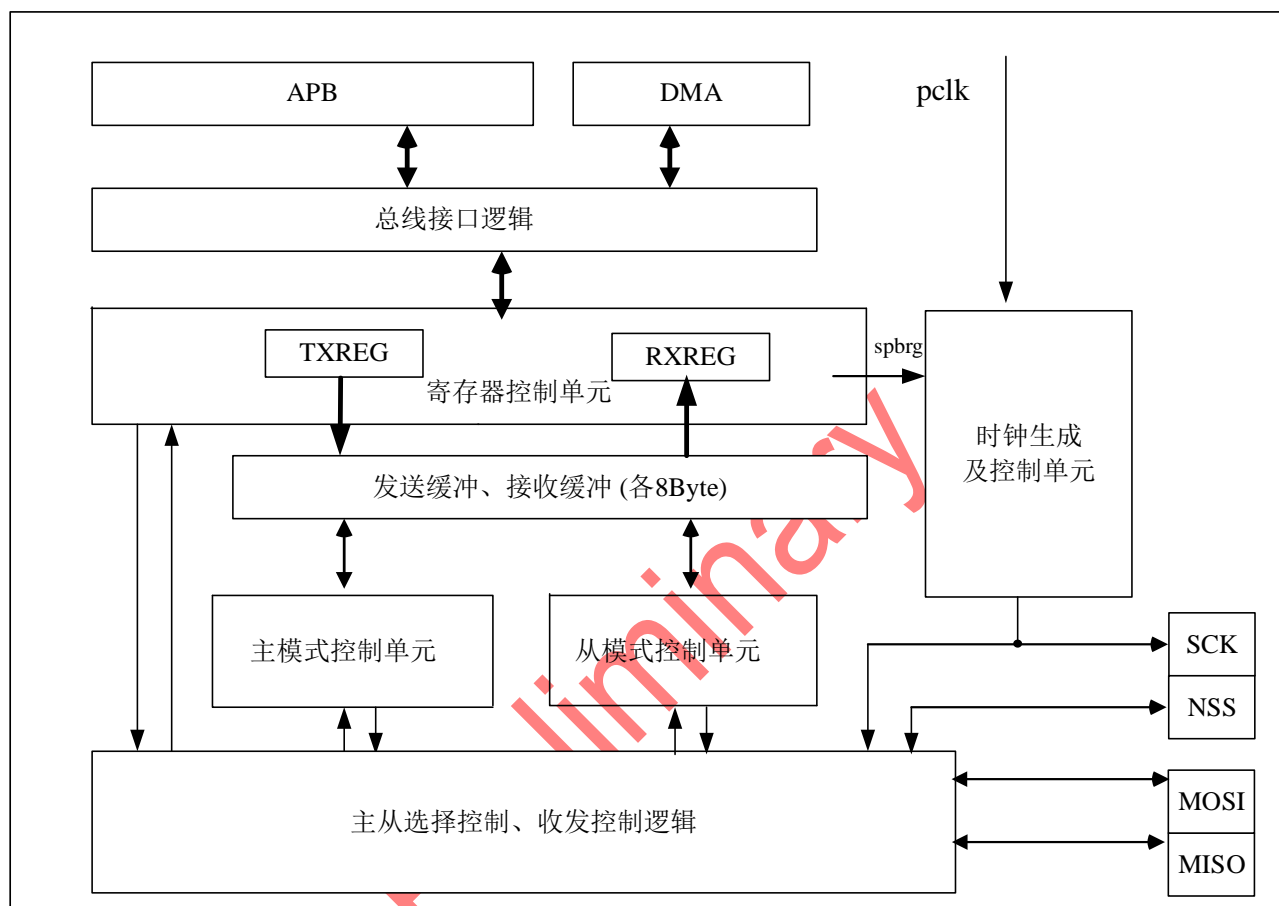 APB
DMA
pclk
总线接口逻辑
TXREG
RXREG
spbrg
寄存器控制单元
时钟生成
及控制单元
发送缓冲、接收缓冲 (各8Byte)
主模式控制单元
从模式控制单元
SCK
NSS
主从选择控制、收发控制逻辑
MOSI
MISO
liminary